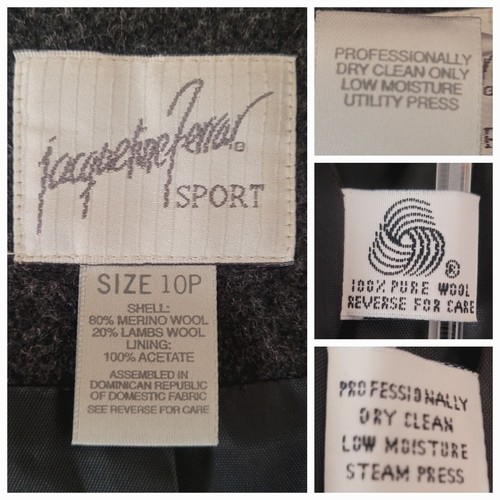 jacqueline ferrar ®
SPORT
SIZE 10P
SHELL:
80% MERINO WOOL
20% LAMBS WOOL
LINING:
100% ACETATE
ASSEMBLED IN
DOMINICAN REPUBLIC
OF DOMESTIC FABRIC
SEE REVERSE FOR CARE
PROFESSIONALLY
DRY CLEAN ONLY
LOW MOISTURE
UTILITY PRESS
®
100% PURE WOOL
REVERSE FOR CARE
PROFESSIONALLY
DRY CLEAN
LOW MOISTURE
STEAM PRESS